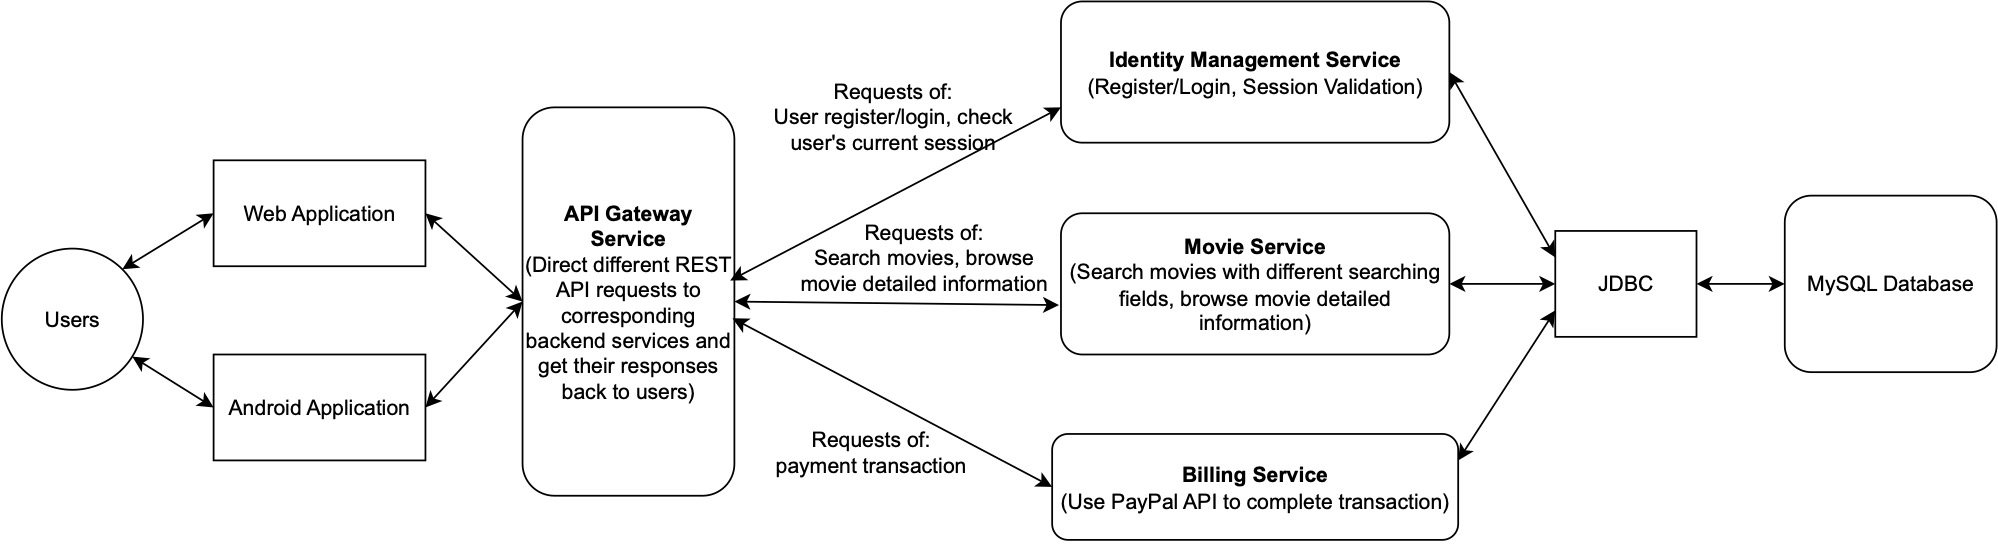 Users
Web Application
Android Application
API Gateway
Service
(Direct different REST
API requests to
corresponding
backend services and
get their responses
back to users)
Requests of:
User register/login, check
user's current session
Requests of:
Search movies, browse
movie detailed information
Requests of:
payment transaction
Identity Management Service
(Register/Login, Session Validation)
Movie Service
(Search movies with different searching
fields, browse movie detailed
information)
Billing Service
(Use PayPal API to complete transaction)
JDBC
MySQL Database